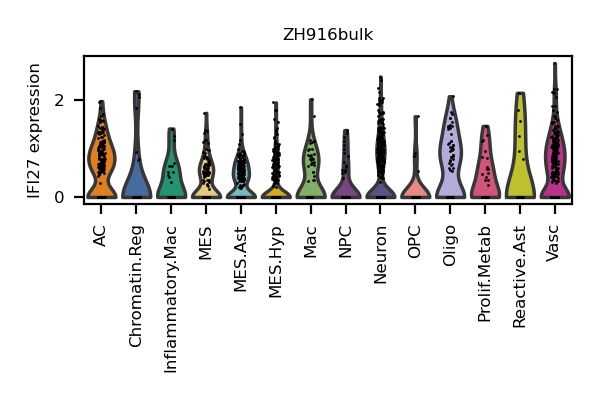 ZH916bulk
IFI27 expression
2
0
AC
Chromatin.Reg
Inflammatory.Mac
MES
MES.Ast
MES.Hyp
Mac
NPC
Neuron
OPC
Oligo
Prolif.Metab
Reactive.Ast
Vasc